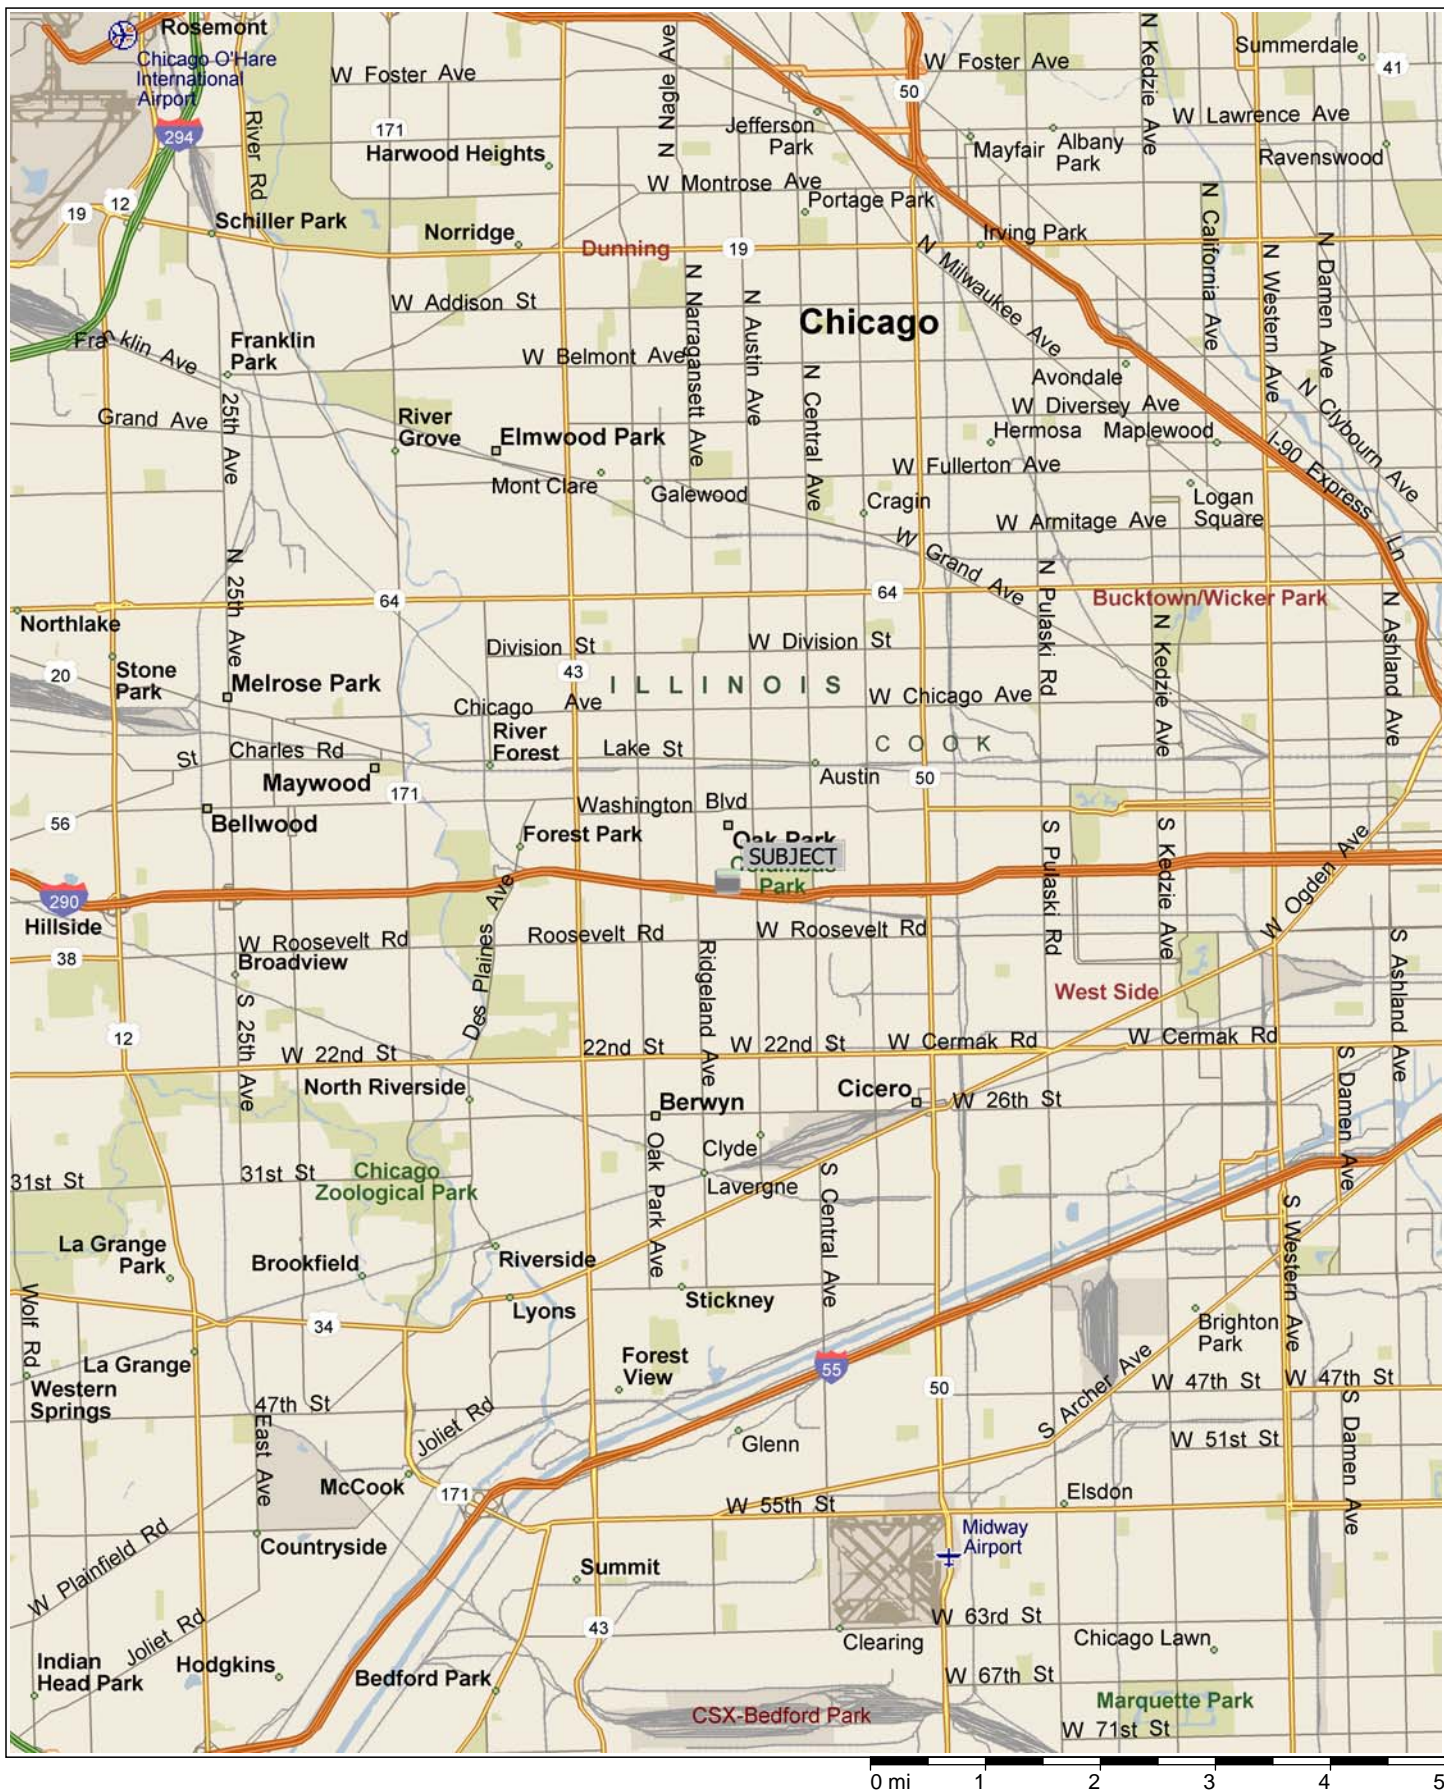 Rosemont
Chicago O'Hare
International
Airport
W Foster Ave
N Nagle Ave
W Foster Ave
N Kedzie Ave
Summerdale
41
50
294
171
River Rd
Harwood Heights
Jefferson
Park
Mayfair
Albany
Park
W Lawrence Ave
Ravenswood
W Montrose Ave
Portage Park
19
12
Schiller Park
Norridge
Dunning
19
Irving Park
N California Ave
N Western Ave
N Damen Ave
N Milwaukee Ave
W Addison St
N Narragansett Ave
N Austin Ave
Chicago
Franklin Ave
Franklin
Park
W Belmont Ave
N Central Ave
Avondale
N Clybourn Ave
Grand Ave
25th Ave
River
Grove
Elmwood Park
W Diversey Ave
Hermosa
Maplewood
I-90 Express Ln
W Fullerton Ave
Mont Clare
Galewood
Cragin
Logan
Square
W Armitage Ave
W Grand Ave
N 25th Ave
N Pulaski Rd
64
64
Bucktown/Wicker Park
N Ashland Ave
Northlake
N Kedzie Ave
Division St
W Division St
20
Stone
Park
Melrose Park
43
ILLINOIS
W Chicago Ave
Chicago Ave
River
Forest
Lake St
COOK
St Charles Rd
Maywood
Austin
50
171
Washington Blvd
56
Bellwood
Forest Park
Oak Park
SUBJECT
Columbus
Park
S Pulaski Rd
S Kedzie Ave
W Ogden Ave
290
Hillside
Des Plaines Ave
W Roosevelt Rd
Roosevelt Rd
W Roosevelt Rd
38
Broadview
Ridgeland Ave
S Ashland Ave
West Side
S 25th Ave
12
W 22nd St
22nd St
W 22nd St
W Cermak Rd
W Cermak Rd
S Damen Ave
North Riverside
Berwyn
Cicero
W 26th St
Clyde
Oak Park Ave
31st St
31st St
Chicago
Zoological Park
Lavergne
S Central Ave
S Western Ave
La Grange
Park
Brookfield
Riverside
Wolf Rd
Lyons
Stickney
34
Brighton
Park
La Grange
Forest
View
55
Western
Springs
50
W 47th St
W 47th St
47th St
East Ave
Joliet Rd
S Archer Ave
S Damen Ave
Glenn
W 51st St
McCook
171
W 55th St
Elsdon
W Plainfield Rd
Countryside
Midway
Airport
Summit
Joliet Rd
43
W 63rd St
Clearing
Chicago Lawn
Indian
Head Park
Hodgkins
Bedford Park
W 67th St
CSX-Bedford Park
Marquette Park
W 71st St
0 mi 1 2 3 4 5